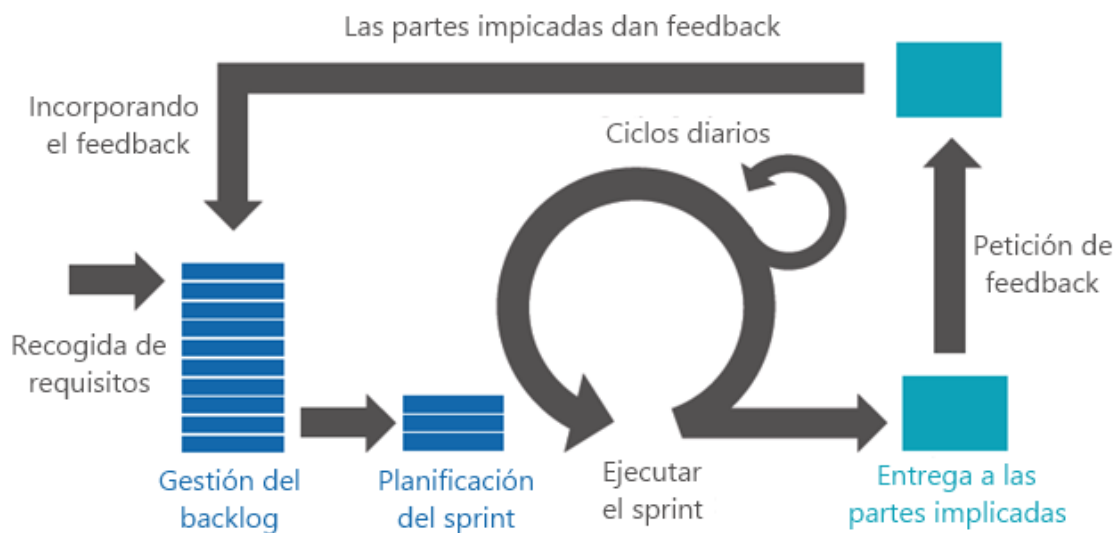 Las partes impicadas dan feedback
Incorporando
el feedback
Ciclos diarios
Petición de
feedback
Recogida de
requisitos
Gestión del
backlog
Planificación
del sprint
Ejecutar
el sprint
Entrega a las
partes implicadas